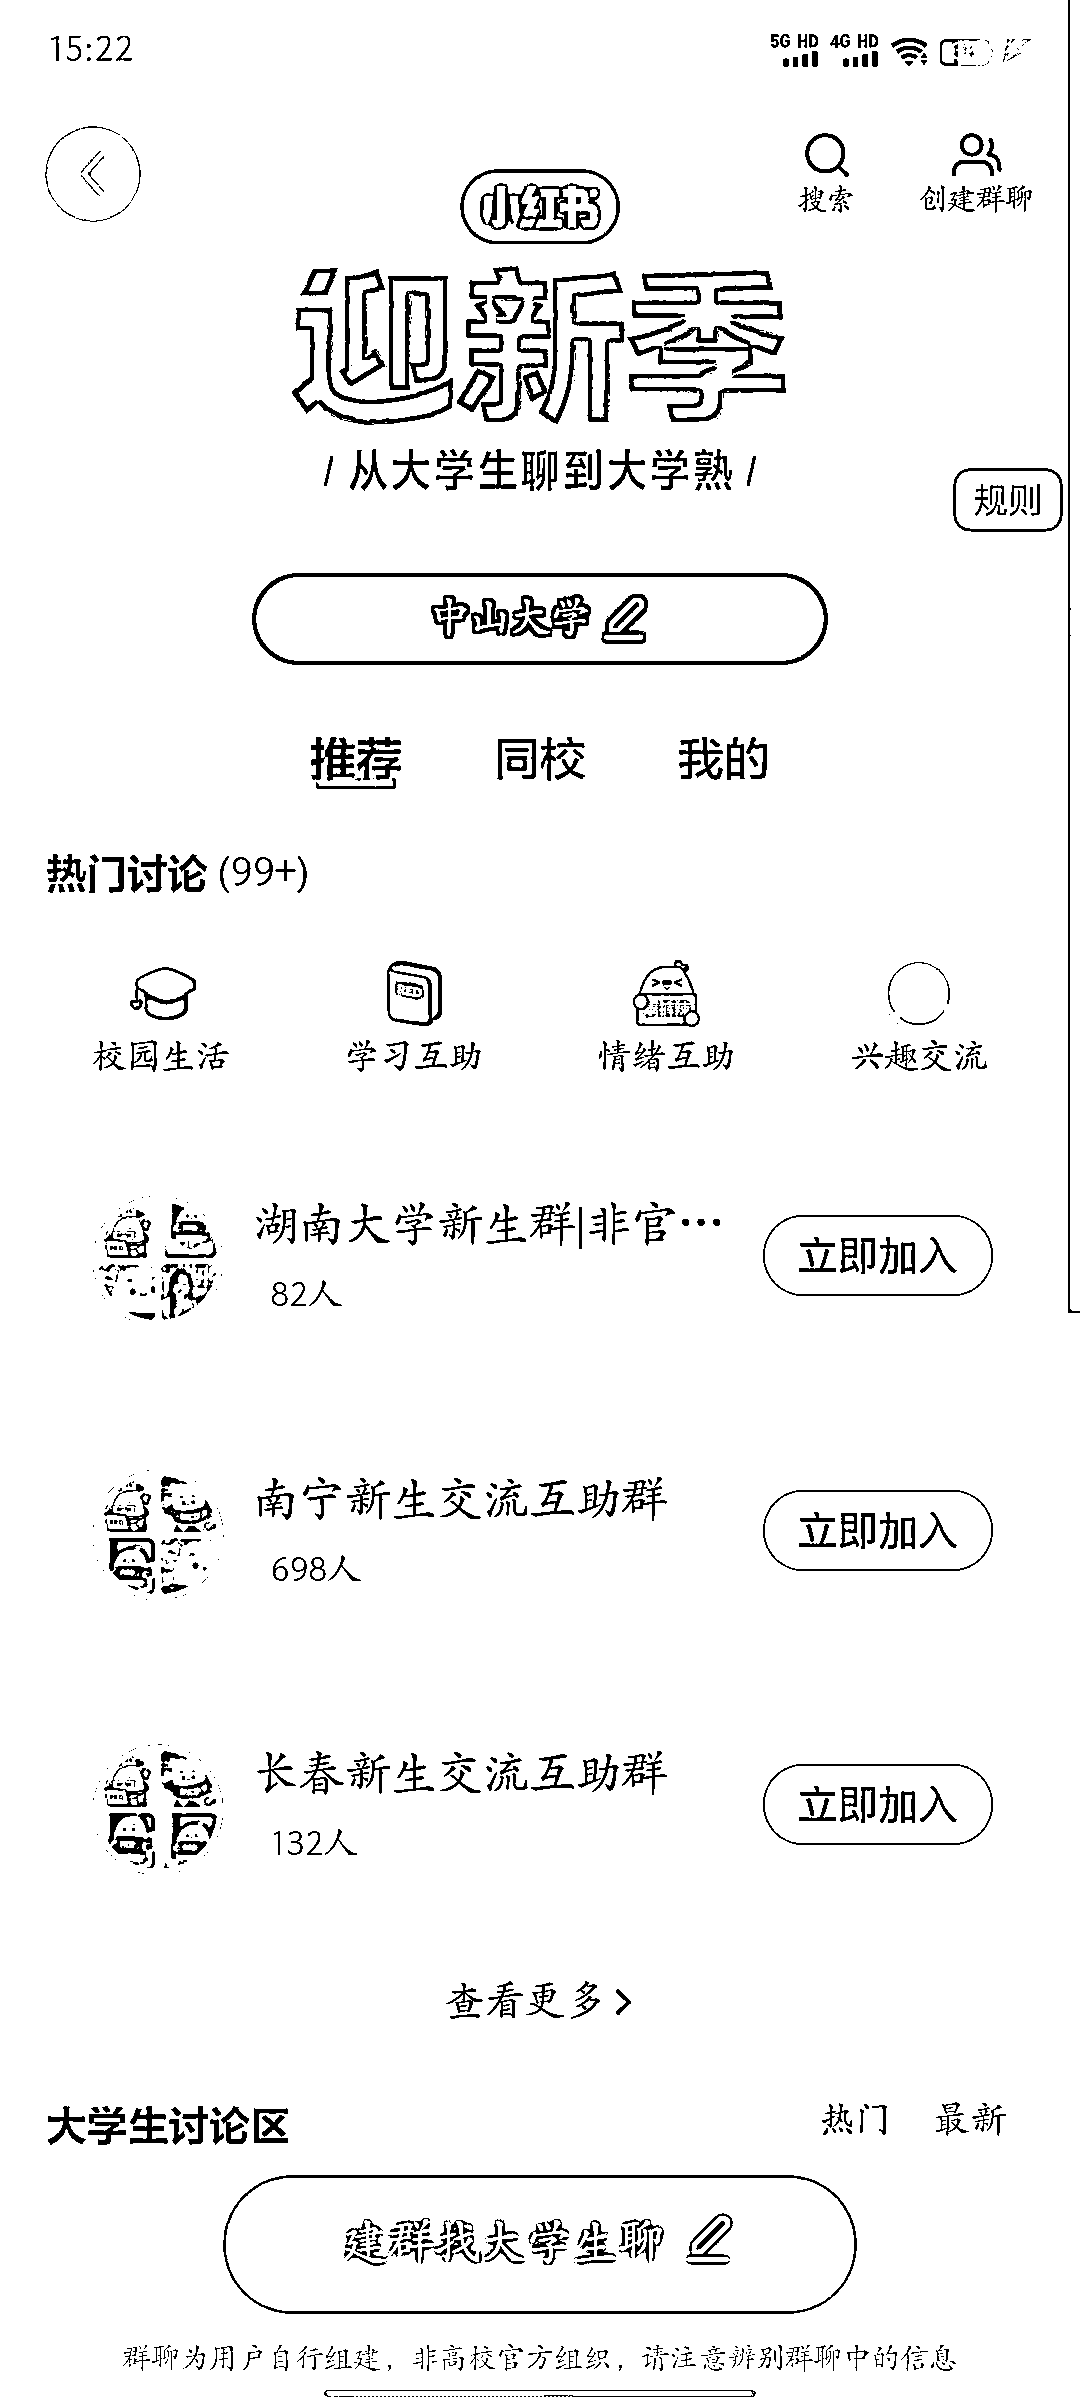 15:22
5G HD 4G HD
搜索 创建群聊
小红书
迎新季
/ 从大学生聊到大学熟 /
规则
中山大学
推荐 同校 我的
热门讨论 (99+)
校园生活 学习互助 情绪互助 兴趣交流
湖南大学新生群|非官…
82人
立即加入
南宁新生交流互助群
698人
立即加入
长春新生交流互助群
132人
立即加入
查看更多 >
大学生讨论区 热门 最新
建群找大学生聊
群聊为用户自行组建，非高校官方组织，请注意辨别群聊中的信息